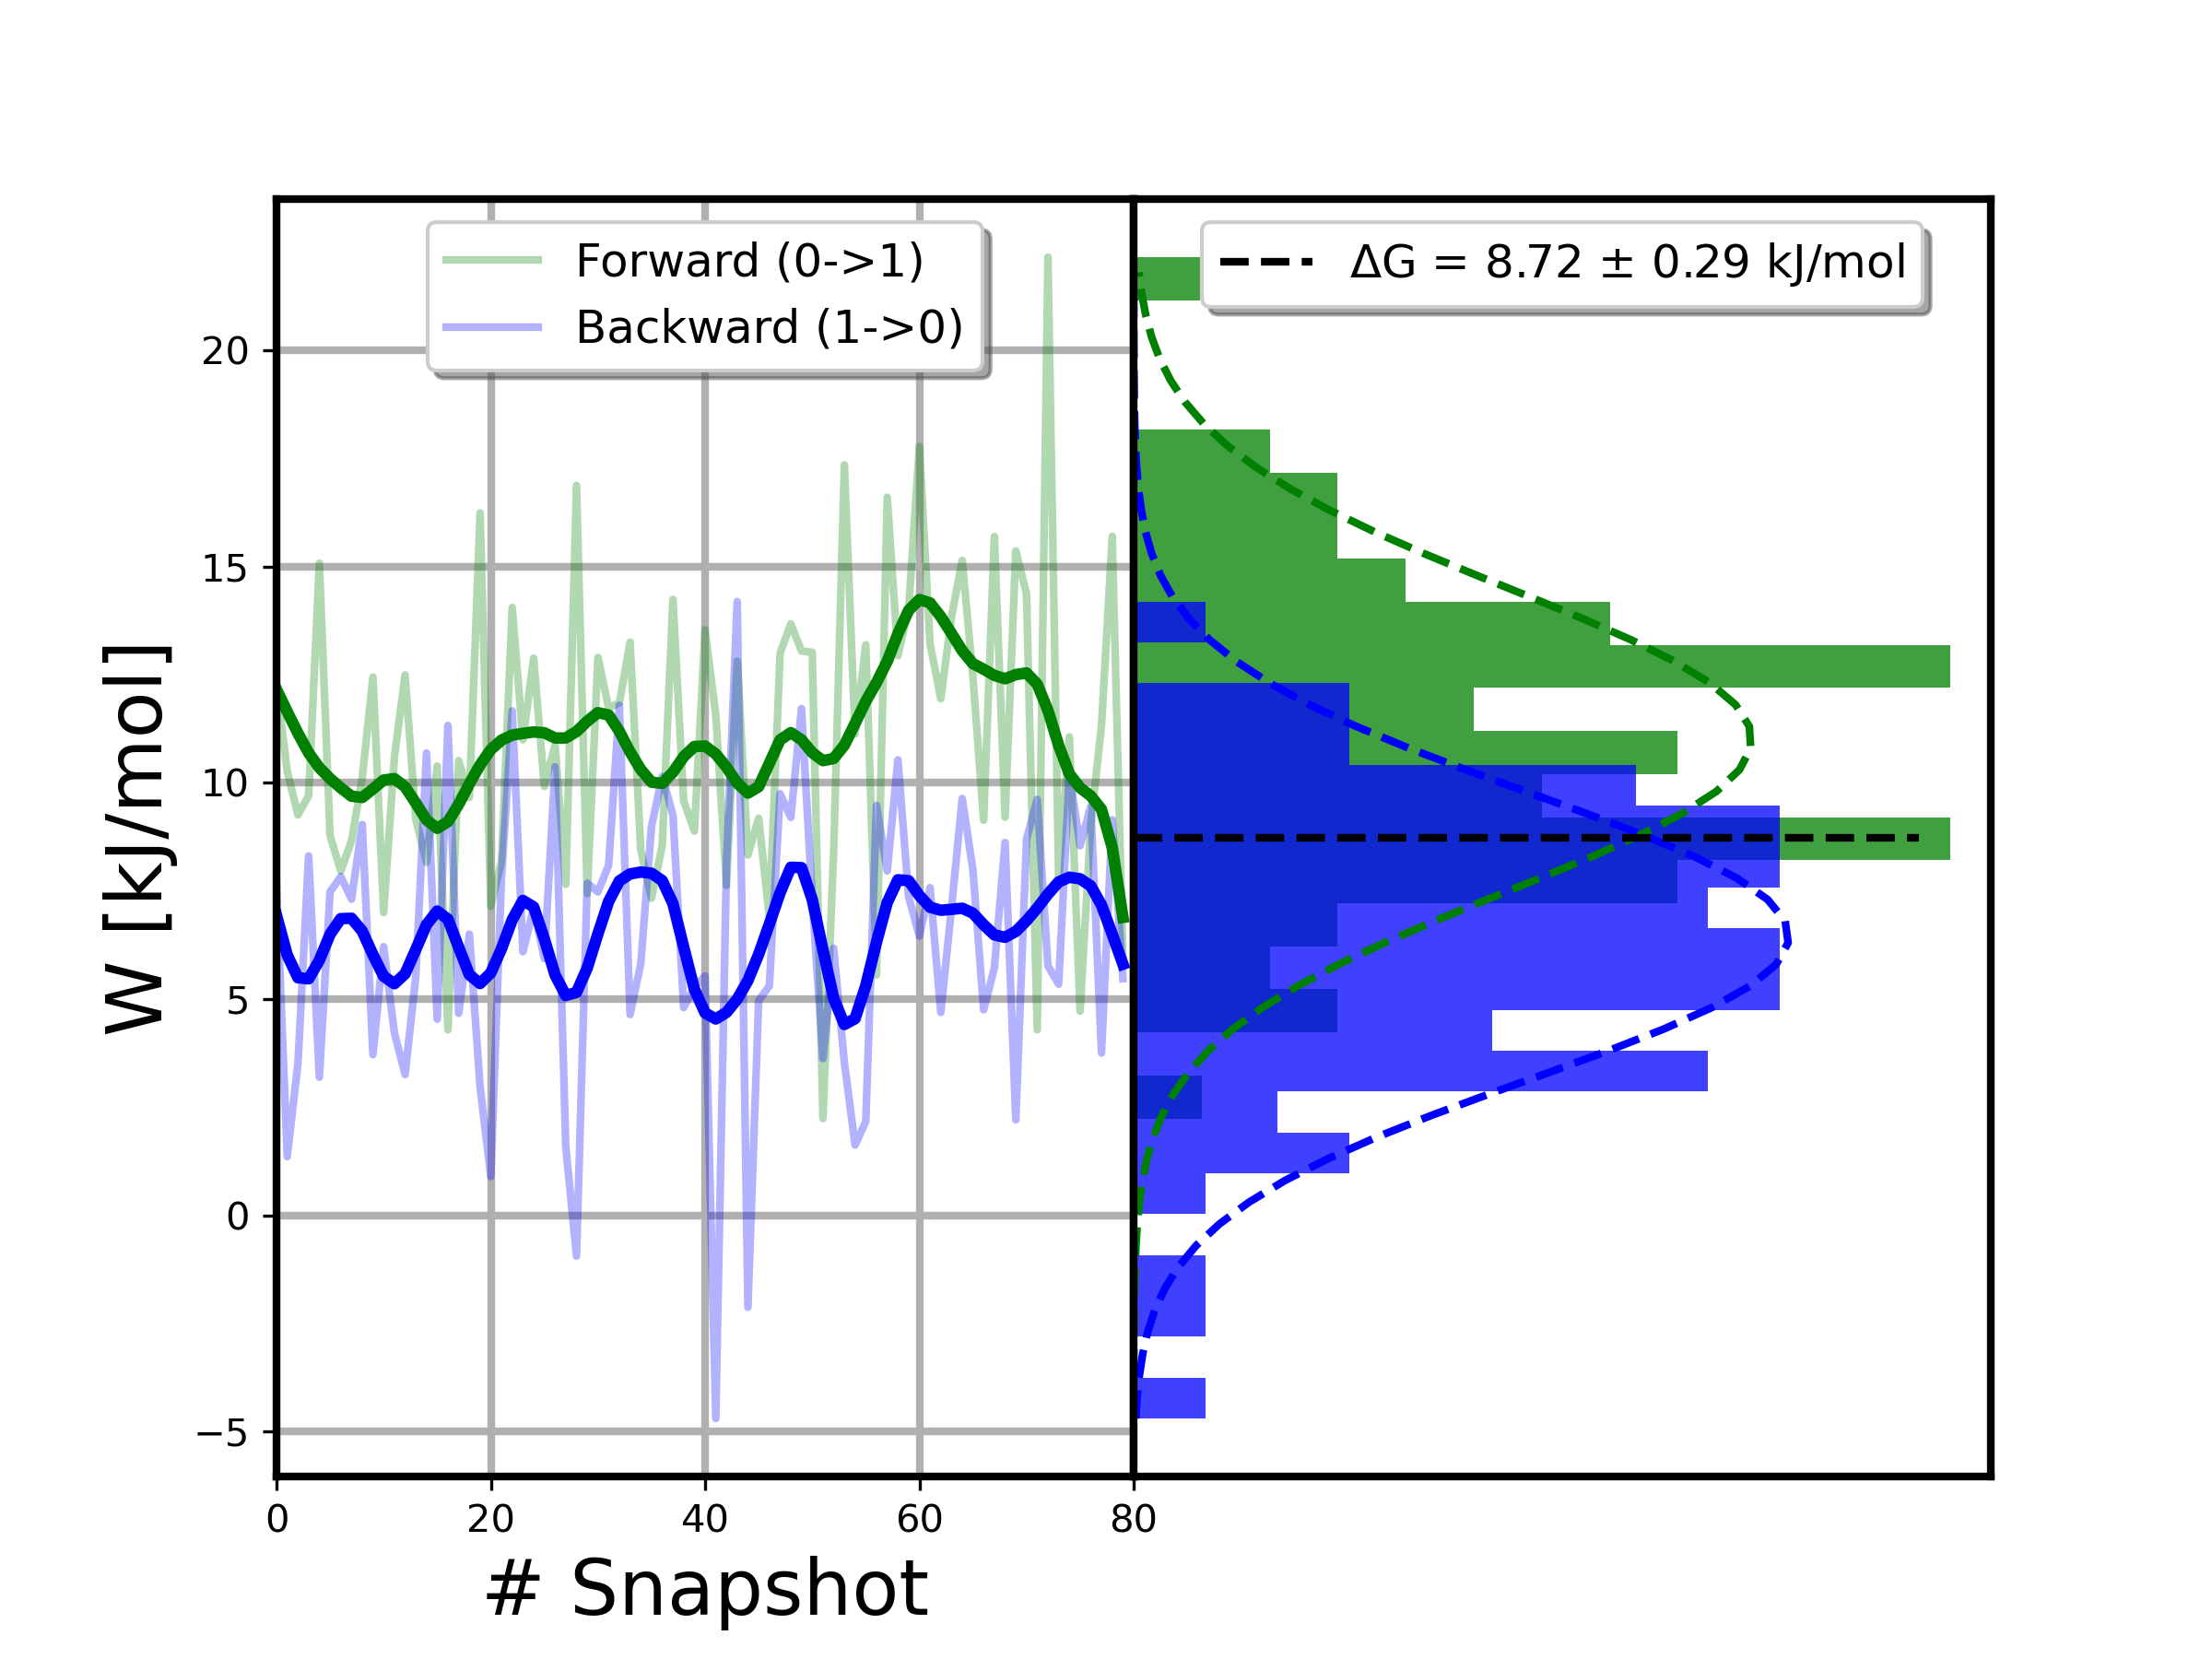 Forward (0->1)
Backward (1->0)
ΔG = 8.72 ± 0.29 kJ/mol
W [kJ/mol]
20
15
10
5
0
−5
0
20
40
60
80
# Snapshot